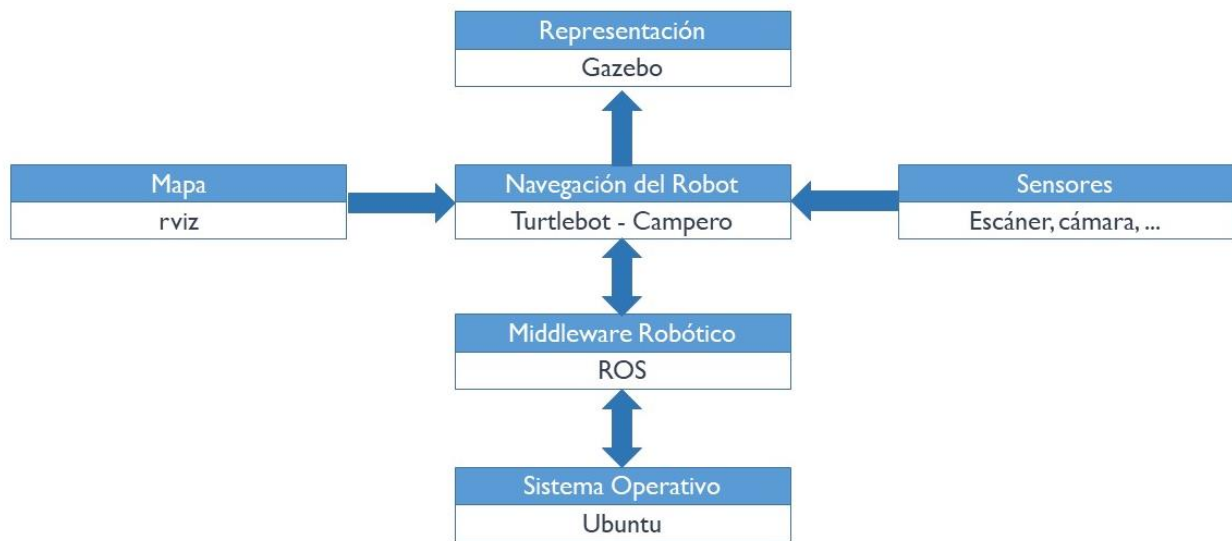 Representación
Gazebo
Mapa
rviz
Navegación del Robot
Turtlebot - Campero
Sensores
Escáner, cámara, ...
Middleware Robótico
ROS
Sistema Operativo
Ubuntu